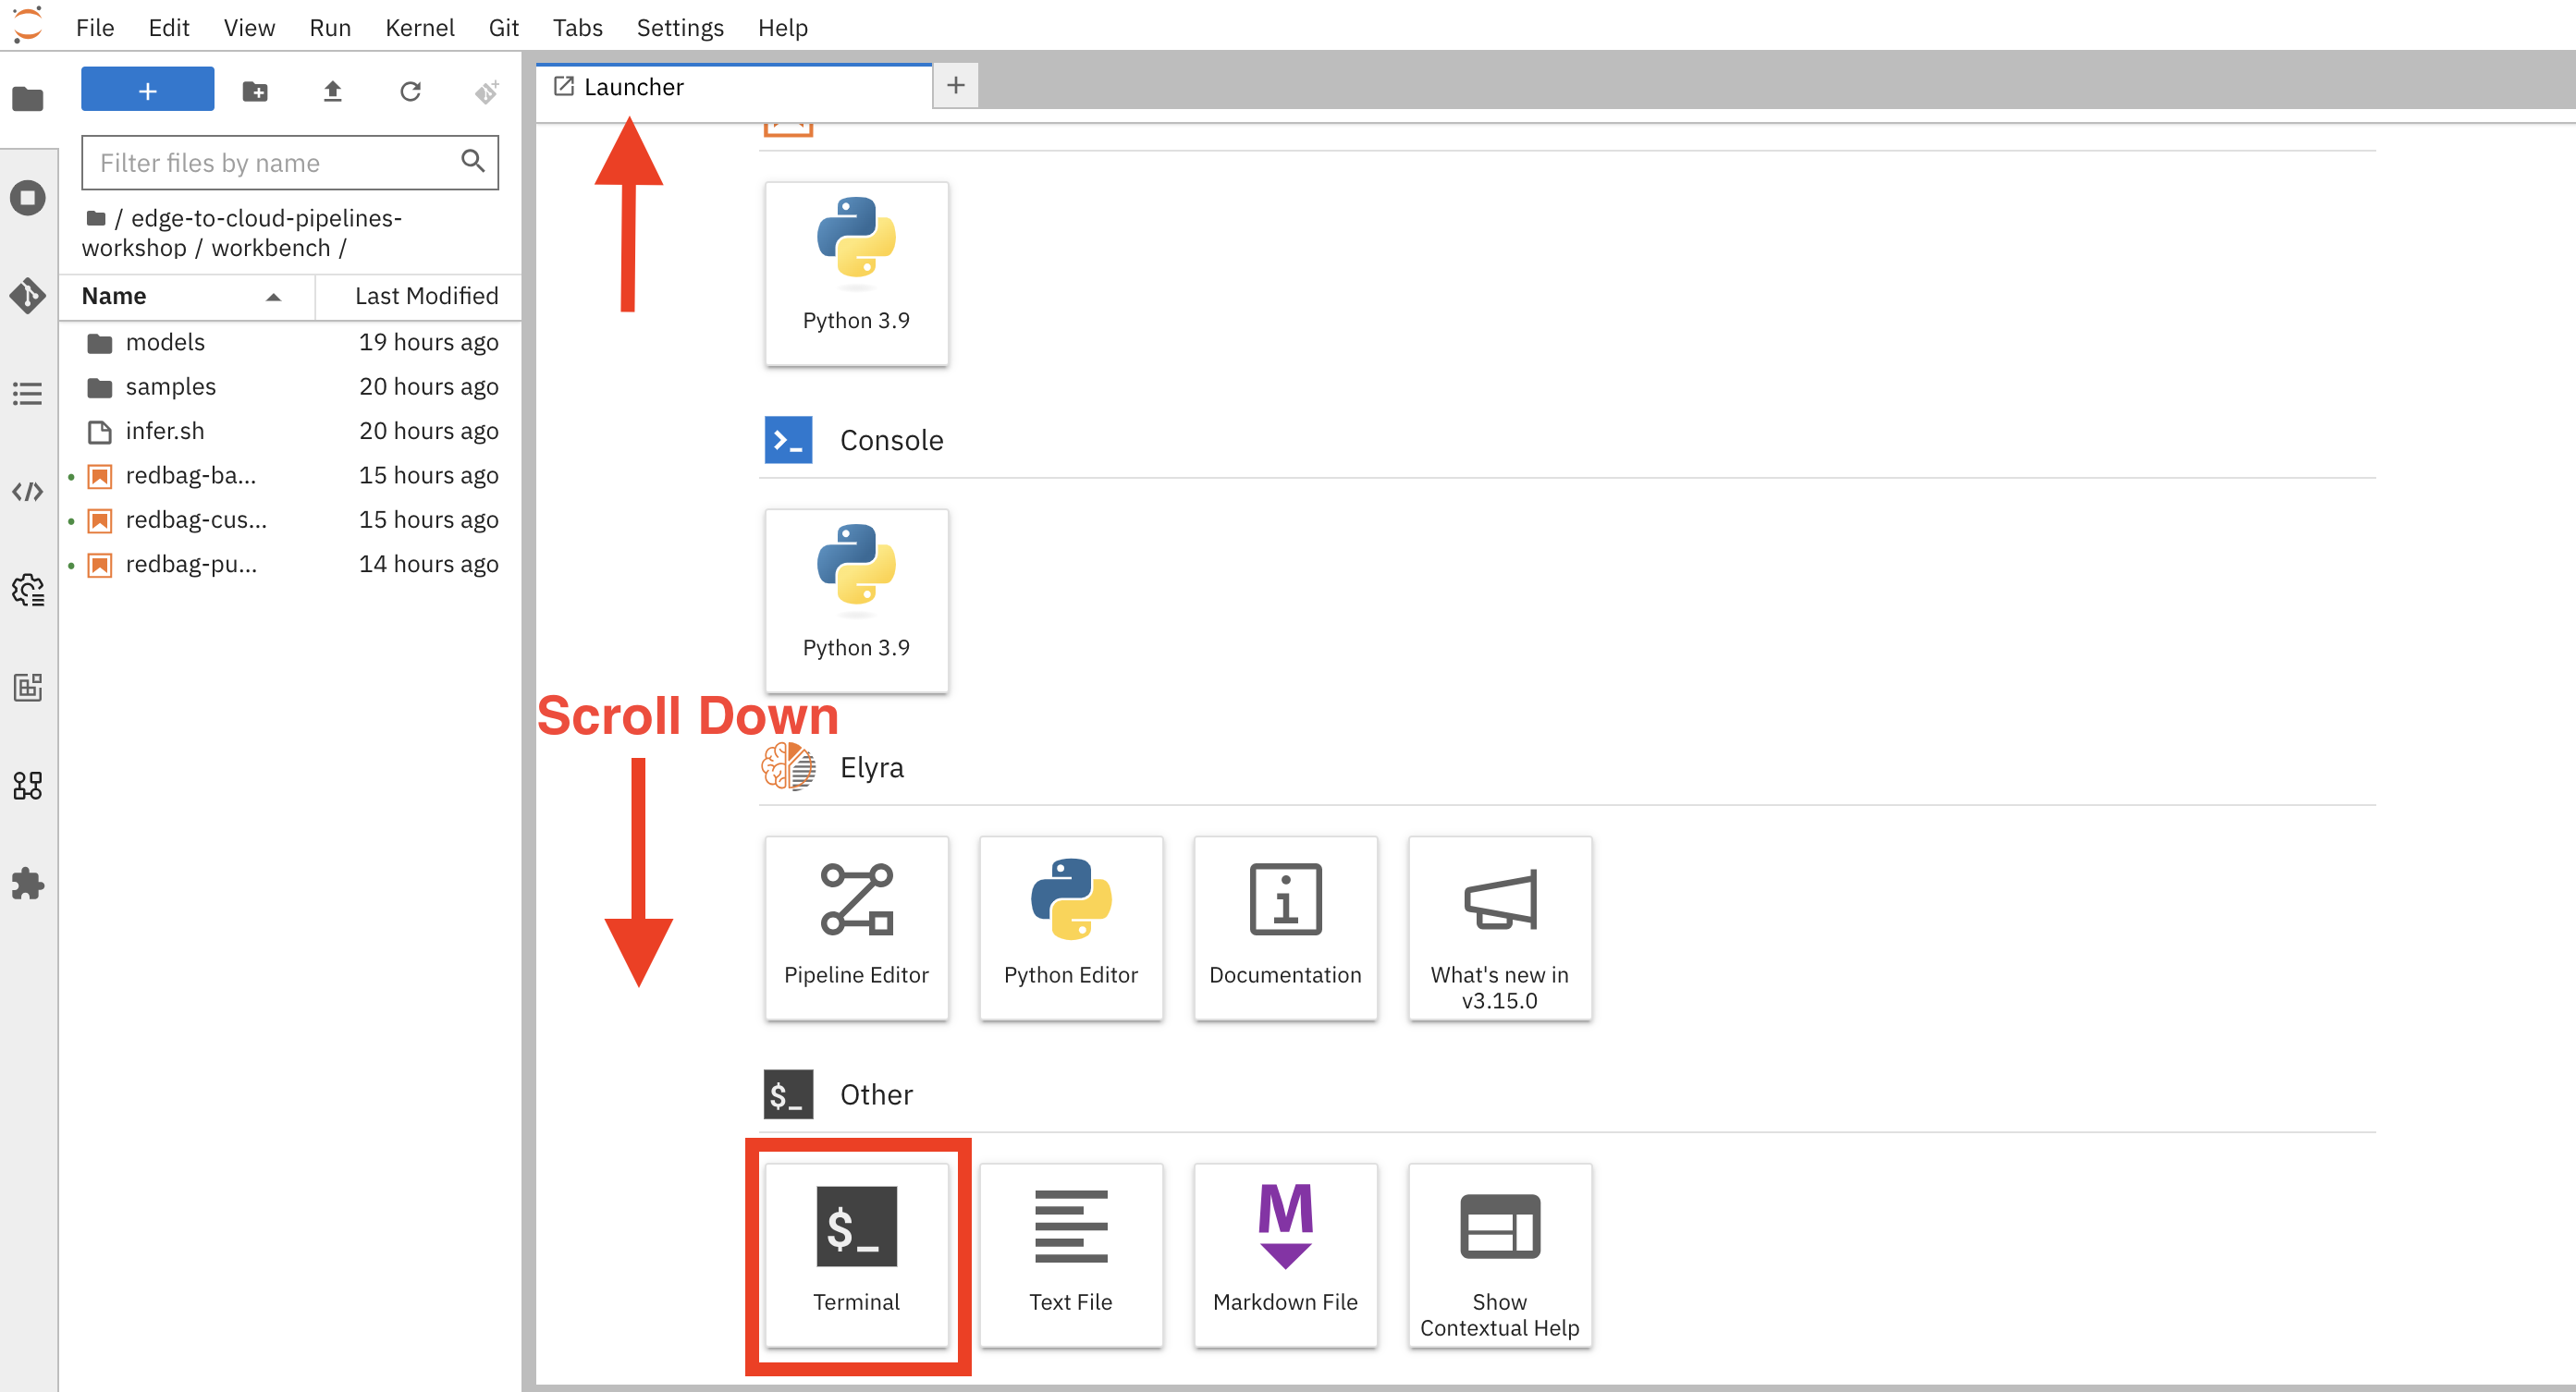 File Edit View Run Kernel Git Tabs Settings Help
Launcher
Filter files by name
/ edge-to-cloud-pipelines-
workshop / workbench /
Name Last Modified
models 19 hours ago
samples 20 hours ago
infer.sh 20 hours ago
redbag-ba... 15 hours ago
redbag-cus... 15 hours ago
redbag-pu... 14 hours ago
Python 3.9
Console
Python 3.9
Scroll Down
Elyra
Pipeline Editor
Python Editor
Documentation
What's new in
v3.15.0
$_ Other
$_
Terminal
Text File
M
Markdown File
Show
Contextual Help